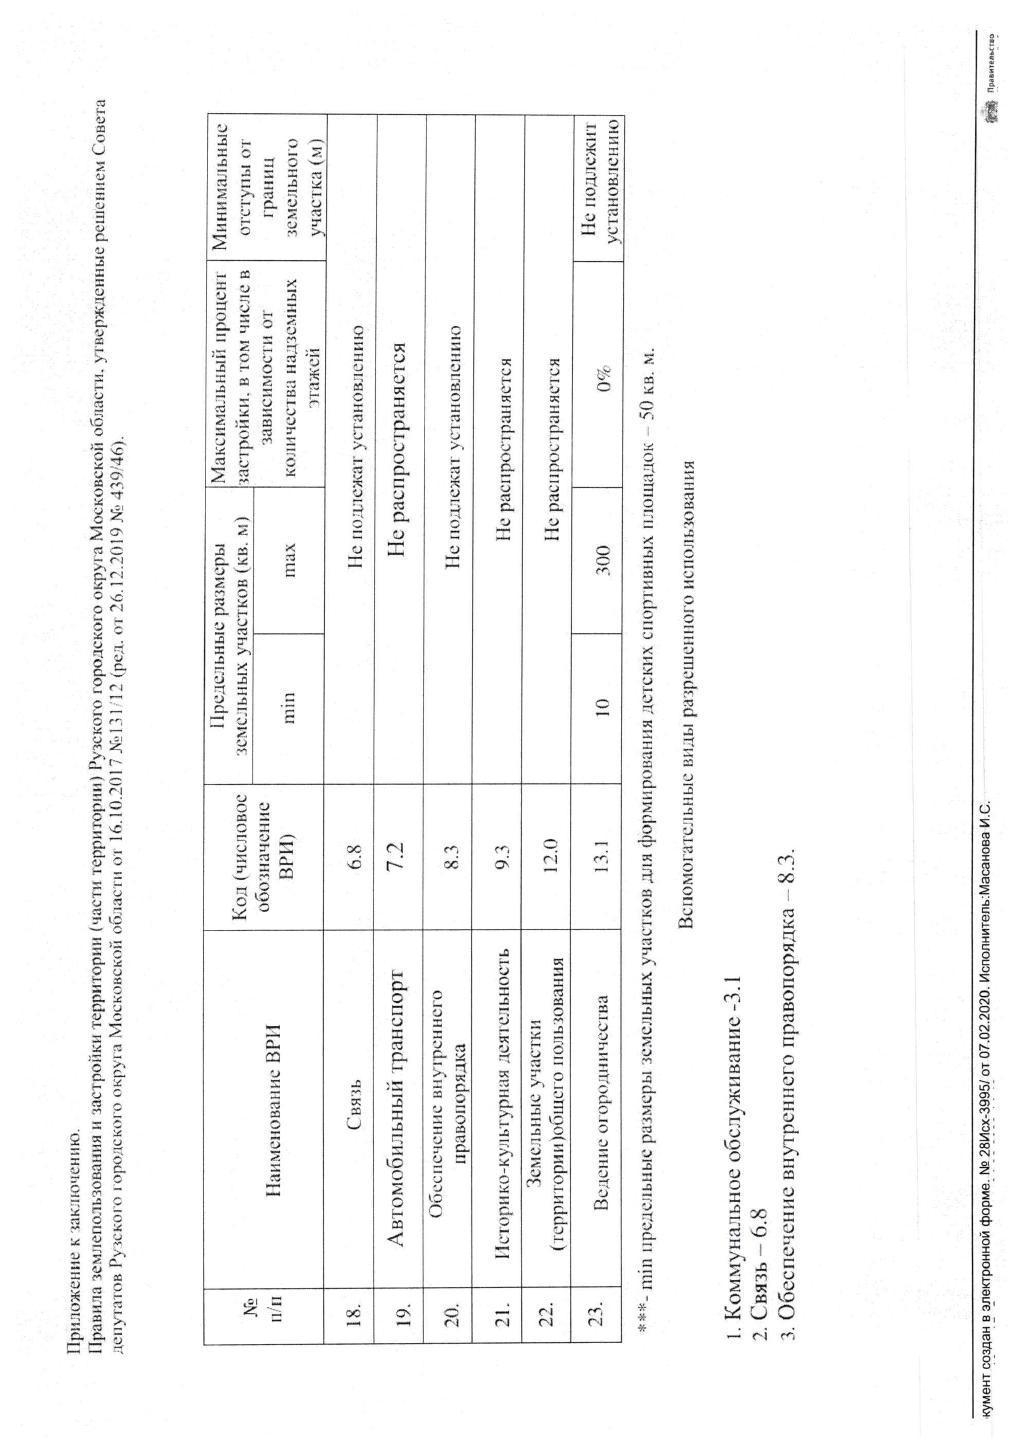 Приложение к заключению.
Правила землепользования и застройки территории (части территории) Рузского городского округа Московской области, утвержденные решением Совета
депутатов Рузского городского округа Московской области от 16.10.2017 №131/12 (ред. от 26.12.2019 № 439/46).
№
п/п
Наименование ВРИ
Код (числовое
обозначение
ВРИ)
Предельные размеры
земельных участков (кв. м)
min
max
Максимальный процент
застройки, в том числе в
зависимости от
количества надземных
этажей
Минимальные
отступы от
границ
земельного
участка (м)
18.
Связь
6.8
Не подлежат установлению
19.
Автомобильный транспорт
7.2
Не распространяется
20.
Обеспечение внутреннего
правопорядка
8.3
Не подлежат установлению
21.
Историко-культурная деятельность
9.3
Не распространяется
22.
Земельные участки
(территории)общего пользования
12.0
Не распространяется
23.
Ведение огородничества
13.1
10
300
0%
Не подлежит
установлению
***- min предельные размеры земельных участков для формирования детских спортивных площадок – 50 кв. м.
Вспомогательные виды разрешенного использования
1. Коммунальное обслуживание -3.1
2. Связь – 6.8
3. Обеспечение внутреннего правопорядка – 8.3.
кумент создан в электронной форме. № 28Исх-3995/ от 07.02.2020. Исполнитель:Масанова И.С.
Правительство